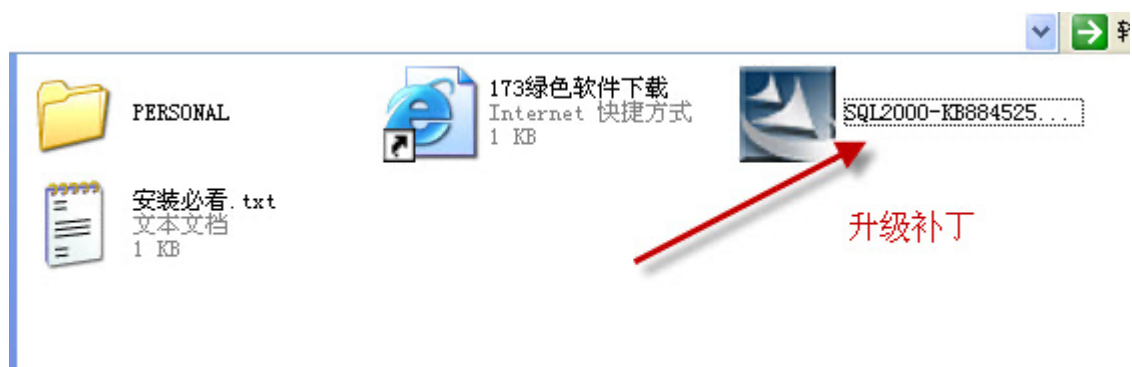 PERSONAL
173绿色软件下载
Internet 快捷方式
1 KB
SQL2000-KB884525...
安装必看.txt
文本文档
1 KB
升级补丁